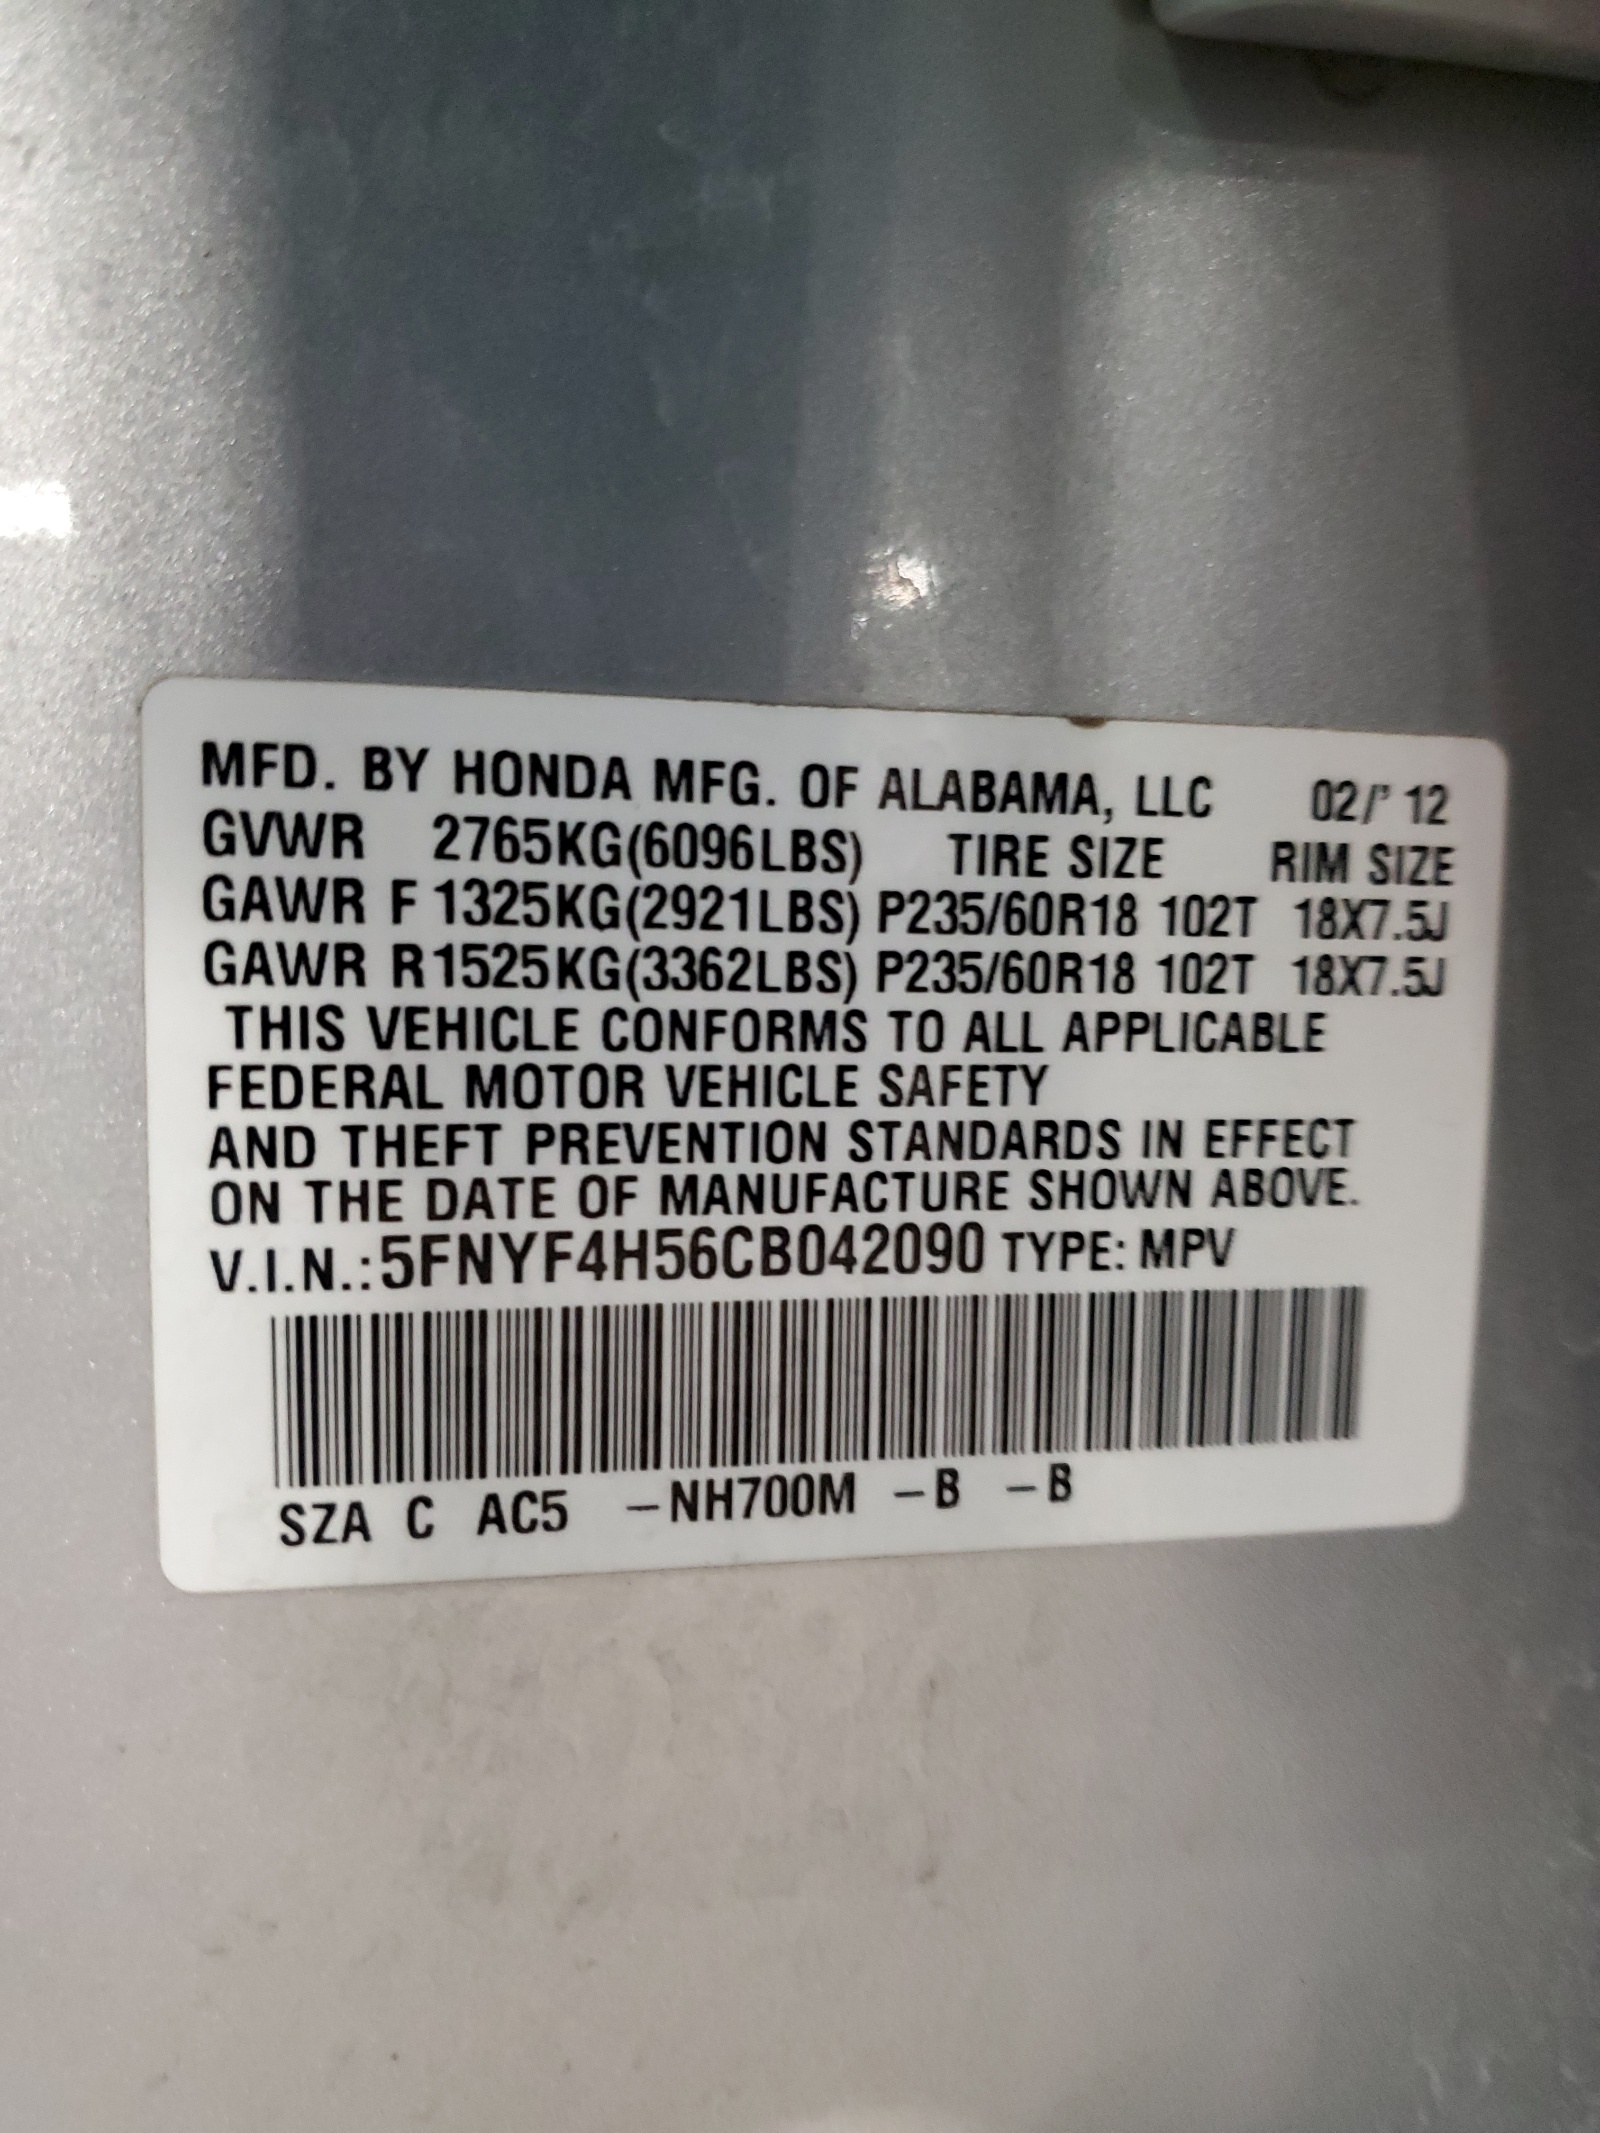 MFD. BY HONDA MFG. OF ALABAMA, LLC 02/' 12
GVWR 2765KG(6096LBS) TIRE SIZE RIM SIZE
GAWR F 1325KG(2921LBS) P235/60R18 102T 18X7.5J
GAWR R 1525KG(3362LBS) P235/60R18 102T 18X7.5J
THIS VEHICLE CONFORMS TO ALL APPLICABLE
FEDERAL MOTOR VEHICLE SAFETY
AND THEFT PREVENTION STANDARDS IN EFFECT
ON THE DATE OF MANUFACTURE SHOWN ABOVE.
V.I.N.:5FNYF4H56CB042090 TYPE: MPV
SZA C AC5 –NH700M –B –B